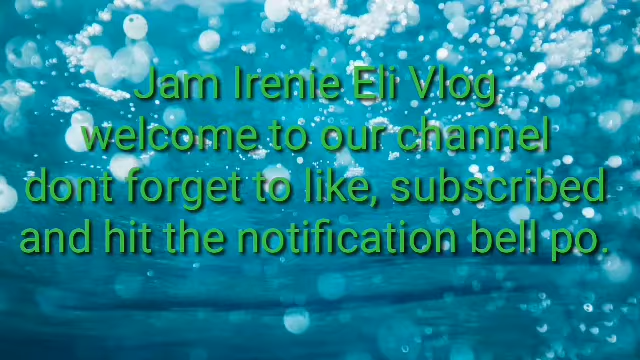 Jam Irenie Eli Vlog
welcome to our channel
dont forget to like, subscribed
and hit the notification bell po.